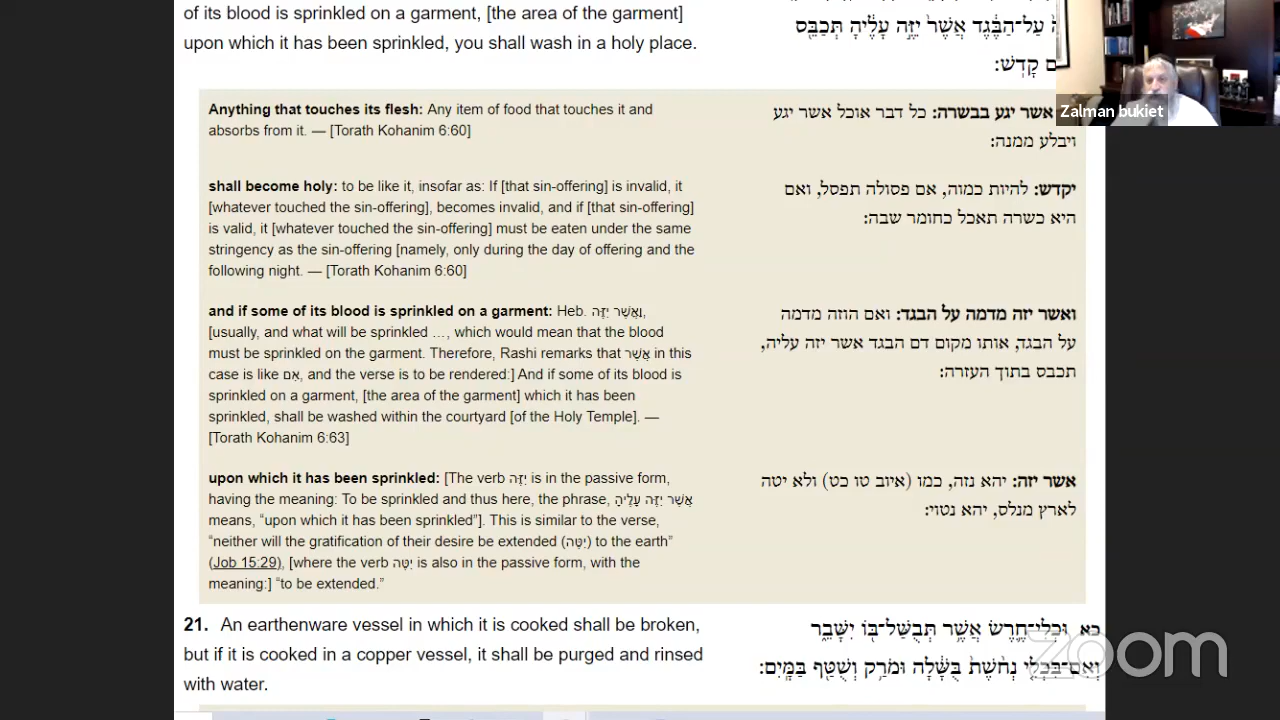 of its blood is sprinkled on a garment, [the area of the garment]
upon which it has been sprinkled, you shall wash in a holy place.
עַל־הַבֶּ֔גֶד אֲשֶׁר֙ יִזֶּ֣ה עָלֶ֔יהָ תְּכַבֵּ֖ס
קָדֽשׁ:
Zalman bukiet
Anything that touches its flesh: Any item of food that touches it and
absorbs from it. — [Torath Kohanim 6:60]
אשר יגע בבשרה: כל דבר אוכל אשר יגע
ויבלע ממנה:
shall become holy: to be like it, insofar as: If [that sin-offering] is invalid, it
[whatever touched the sin-offering], becomes invalid, and if [that sin-offering]
is valid, it [whatever touched the sin-offering] must be eaten under the same
stringency as the sin-offering [namely, only during the day of offering and the
following night. — [Torath Kohanim 6:60]
יקדש: להיות כמוה, אם פסולה תפסל, ואם
היא כשרה תאכל כחומר שבה:
and if some of its blood is sprinkled on a garment: Heb. וַאֲשֶׁר יִזֶּה,
[usually, and what will be sprinkled …, which would mean that the blood
must be sprinkled on the garment. Therefore, Rashi remarks that אֲשֶׁר in this
case is like אִם, and the verse is to be rendered:] And if some of its blood is
sprinkled on a garment, [the area of the garment] which it has been
sprinkled, shall be washed within the courtyard [of the Holy Temple]. —
[Torath Kohanim 6:63]
ואשר יזה מדמה על הבגד: ואם הוזה מדמה
על הבגד, אותו מקום דם הבגד אשר יזה עליה,
תכבס בתוך העזרה:
upon which it has been sprinkled: [The verb יִזֶּה is in the passive form,
having the meaning: To be sprinkled and thus here, the phrase, אֲשֶׁר יִזֶּה עָלֶיהָ
means, “upon which it has been sprinkled”]. This is similar to the verse,
“neither will the gratification of their desire be extended (יִטֶּה) to the earth”
(Job 15:29), [where the verb יִטֶּה is also in the passive form, with the
meaning:] “to be extended.”
אשר יזה: יהא נזה, כמו (איוב טו כט) ולא יטה
לארץ מנלס, יהא נטוי:
21. An earthenware vessel in which it is cooked shall be broken,
but if it is cooked in a copper vessel, it shall be purged and rinsed
with water.
כא וּכְלִי־חֶ֛רֶשׂ אֲשֶׁ֥ר תְּבֻשַּׁל־בּ֖וֹ יִשָּׁבֵ֑ר
וְאִם־בִּכְלִ֤י נְח֙שֶׁת֙ בֻּשָּׁ֔לָה וּמֹרַ֥ק וְשֻׁטַּ֖ף בַּמָּֽיִם:
zoom